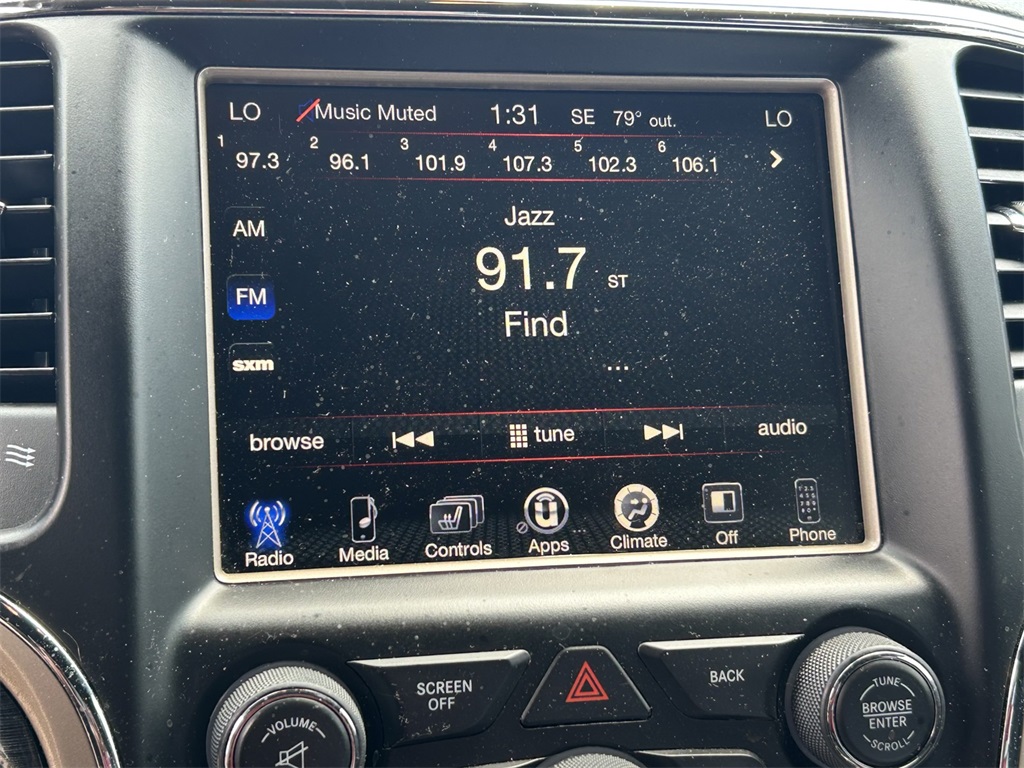 LO Music Muted 1:31 SE 79° out. LO
1 97.3 2 96.1 3 101.9 4 107.3 5 102.3 6 106.1
Jazz
AM
91.7 ST
FM
Find
sxm
...
browse tune audio
Radio Media Controls Apps Climate Off Phone
SCREEN
OFF
BACK
VOLUME
TUNE
BROWSE
ENTER
SCROLL